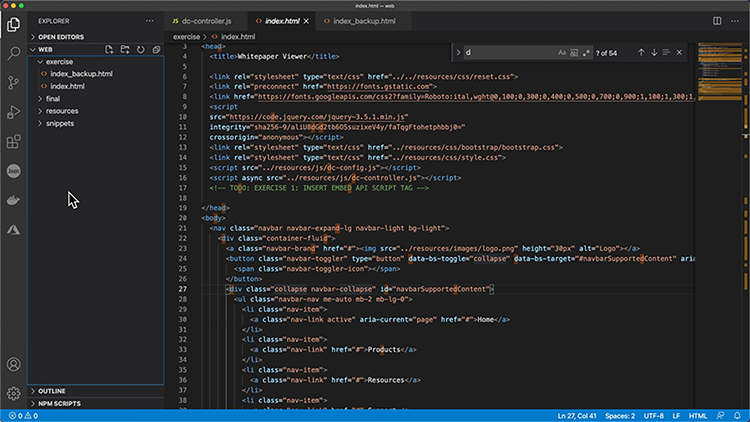 index.html — web
EXPLORER
OPEN EDITORS
WEB
exercise
index_backup.html
index.html
final
resources
snippets
OUTLINE
NPM SCRIPTS
Json
dc-controller.js
index.html
index_backup.html
exercise > index.html
d
Aa
? of 54
3 <head>
4 <title>Whitepaper Viewer</title>
5
6 <link rel="stylesheet" type="text/css" href="../../resources/css/reset.css">
7 <link rel="preconnect" href="https://fonts.gstatic.com">
8 <link href="https://fonts.googleapis.com/css2?family=Roboto:ital,wght@0,100;0,300;0,400;0,500;0,700;0,900;1,100;1,300;1
9 <script
10 src="https://code.jquery.com/jquery-3.5.1.min.js"
11 crossorigin="anonymous"></script>
13 <link rel="stylesheet" type="text/css" href="../resources/css/bootstrap/bootstrap.css">
14 <link rel="stylesheet" type="text/css" href="../resources/css/style.css">
15 <script src="../resources/js/dc-config.js"></script>
16 <script async src="../resources/js/dc-controller.js"></script>
17 <!-- TODO: EXERCISE 1: INSERT EMBED API SCRIPT TAG -->
18
19 </head>
20 <body>
21 <nav class="navbar navbar-expand-lg navbar-light bg-light">
22 <div class="container-fluid">
23 <a class="navbar-brand" href="#"><img src="../resources/images/logo.png" height="30px" alt="Logo"></a>
24 <button class="navbar-toggler" type="button" data-bs-toggle="collapse" data-bs-target="#navbarSupportedContent" aria
25 <span class="navbar-toggler-icon"></span>
26 </button>
27 <div class="collapse navbar-collapse" id="navbarSupportedContent">
28 <ul class="navbar-nav me-auto mb-2 mb-lg-0">
29 <li class="nav-item">
30 <a class="nav-link active" aria-current="page" href="#">Home</a>
31 </li>
32 <li class="nav-item">
33 <a class="nav-link" href="#">Products</a>
34 </li>
35 <li class="nav-item">
36 <a class="nav-link" href="#">Resources</a>
37 </li>
38 <li class="nav-item">
0 0
Ln 27, Col 41
Spaces: 2
UTF-8
LF
HTML